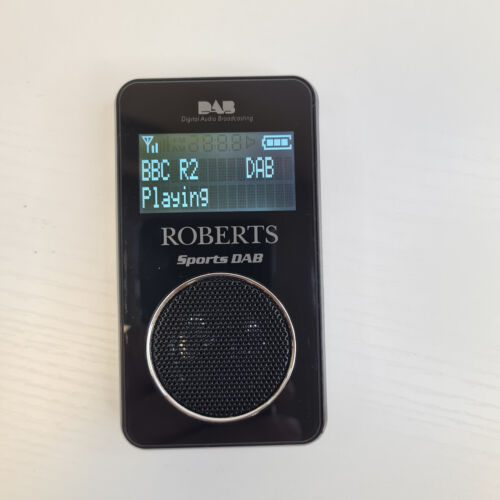 DAB
Digital Audio Broadcasting
BBC R2 DAB
Playing
ROBERTS
Sports DAB